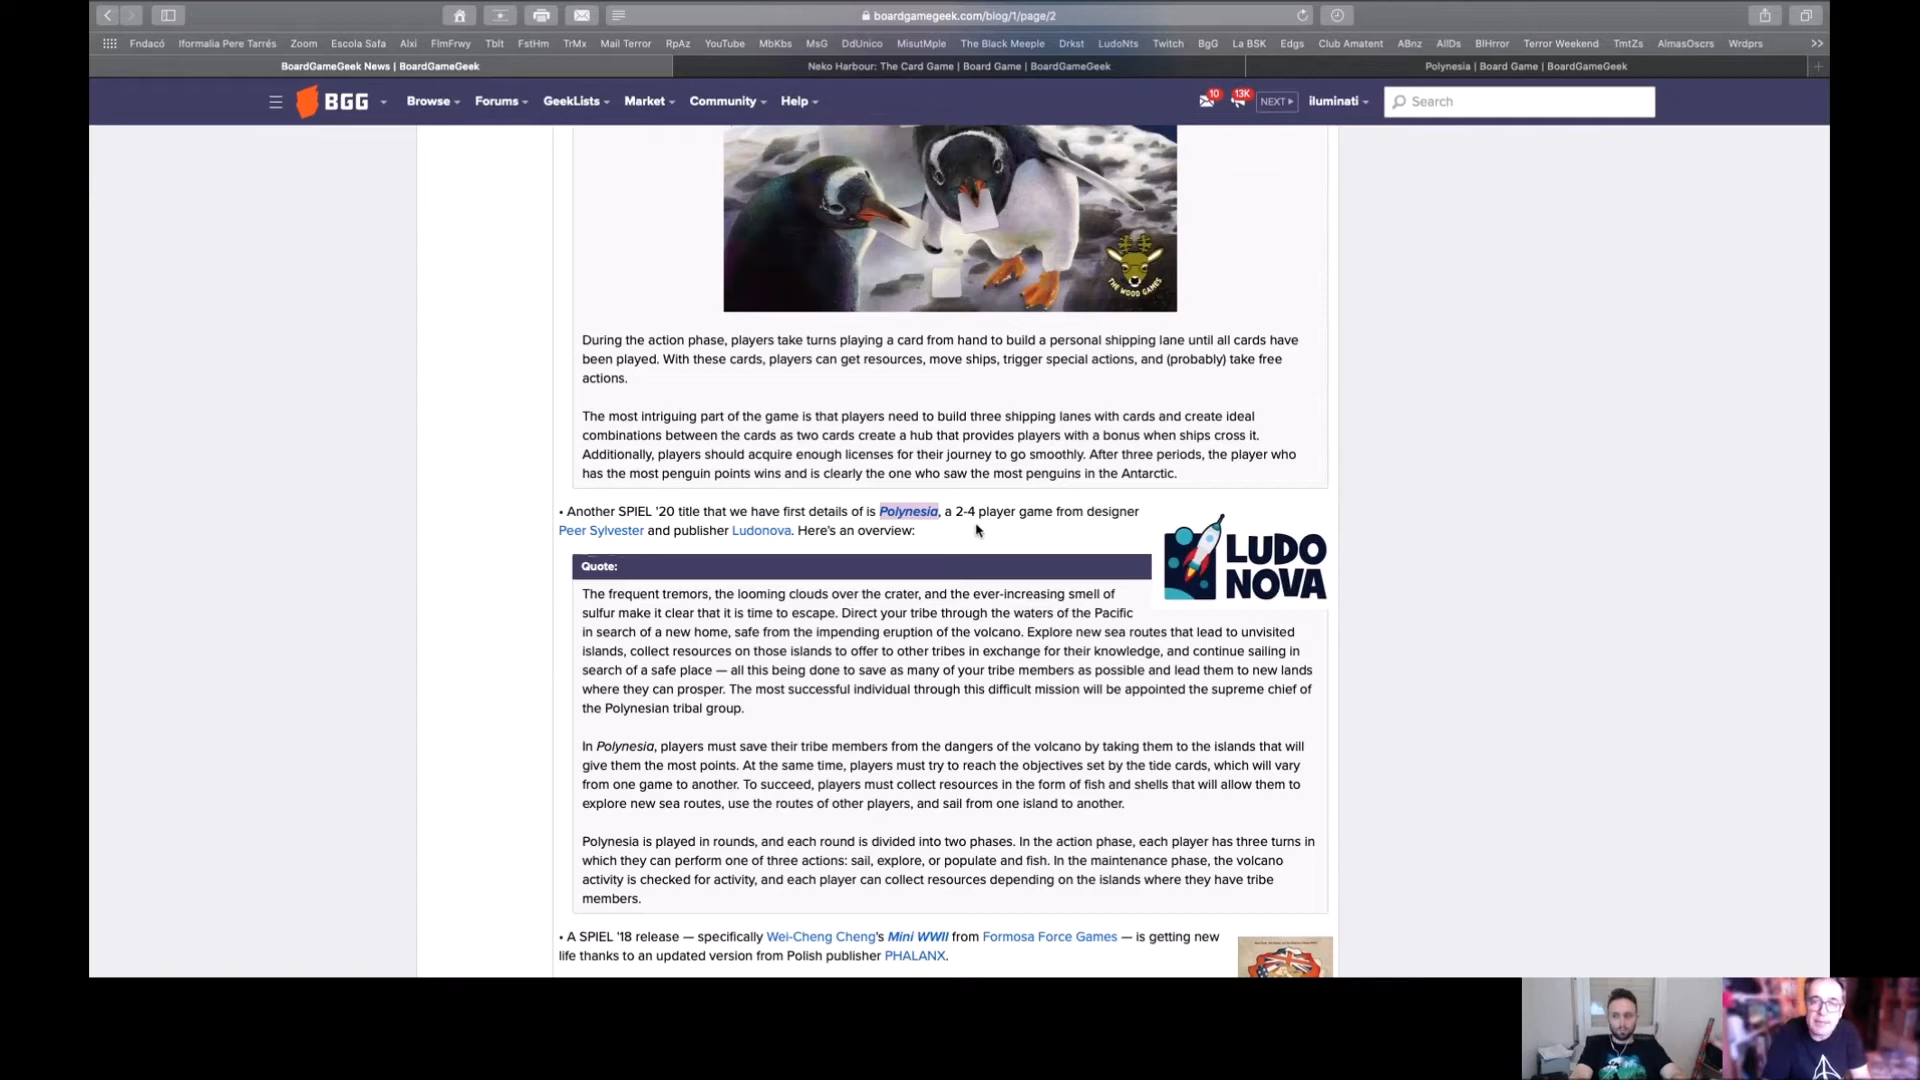 boardgamegeek.com/blog/1/page/2
Fndacó Iformalia Pere Tarrés Zoom Escola Safa Alxi FlmFrwy Tblt FstHm TrMx Mail Terror RpAz YouTube MbKbs MsG DdUnico MisutMple The Black Meeple Drkst LudoNts Twitch BgG La BSK Edgs Club Amatent ABnz AllDs BlHrror Terror Weekend TmtZs AlmasOscrs Wrdprs
BoardGameGeek News | BoardGameGeek
Neko Harbour: The Card Game | Board Game | BoardGameGeek
Polynesia | Board Game | BoardGameGeek
BGG Browse Forums GeekLists Market Community Help 10 13K NEXT iluminati Search
THE WOOD GAMES
During the action phase, players take turns playing a card from hand to build a personal shipping lane until all cards have
been played. With these cards, players can get resources, move ships, trigger special actions, and (probably) take free
actions.
The most intriguing part of the game is that players need to build three shipping lanes with cards and create ideal
combinations between the cards as two cards create a hub that provides players with a bonus when ships cross it.
Additionally, players should acquire enough licenses for their journey to go smoothly. After three periods, the player who
has the most penguin points wins and is clearly the one who saw the most penguins in the Antarctic.
• Another SPIEL '20 title that we have first details of is Polynesia, a 2-4 player game from designer
Peer Sylvester and publisher Ludonova. Here's an overview:
LUDO
NOVA
Quote:
The frequent tremors, the looming clouds over the crater, and the ever-increasing smell of
sulfur make it clear that it is time to escape. Direct your tribe through the waters of the Pacific
in search of a new home, safe from the impending eruption of the volcano. Explore new sea routes that lead to unvisited
islands, collect resources on those islands to offer to other tribes in exchange for their knowledge, and continue sailing in
search of a safe place — all this being done to save as many of your tribe members as possible and lead them to new lands
where they can prosper. The most successful individual through this difficult mission will be appointed the supreme chief of
the Polynesian tribal group.
In Polynesia, players must save their tribe members from the dangers of the volcano by taking them to the islands that will
give them the most points. At the same time, players must try to reach the objectives set by the tide cards, which will vary
from one game to another. To succeed, players must collect resources in the form of fish and shells that will allow them to
explore new sea routes, use the routes of other players, and sail from one island to another.
Polynesia is played in rounds, and each round is divided into two phases. In the action phase, each player has three turns in
which they can perform one of three actions: sail, explore, or populate and fish. In the maintenance phase, the volcano
activity is checked for activity, and each player can collect resources depending on the islands where they have tribe
members.
• A SPIEL '18 release — specifically Wei-Cheng Cheng's Mini WWII from Formosa Force Games — is getting new
life thanks to an updated version from Polish publisher PHALANX.